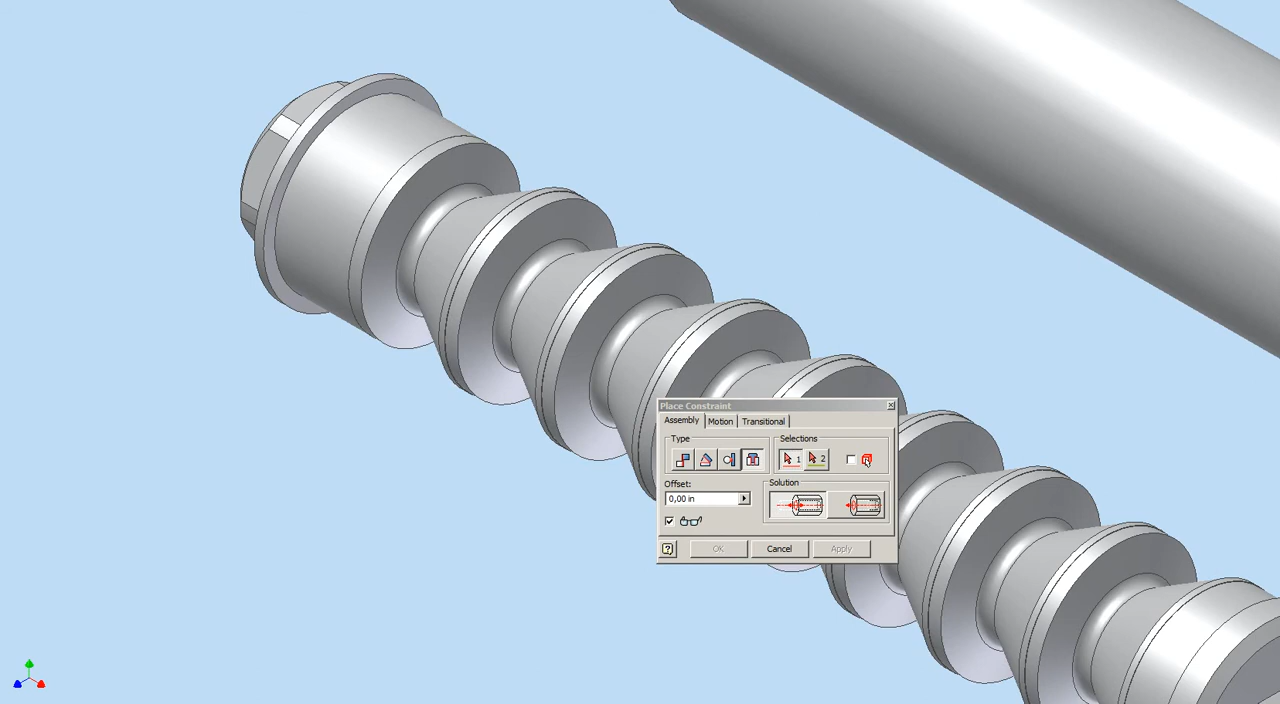 Place Constraint
Assembly Motion Transitional
Type Selections
1 2
Offset: Solution
0,00 in
? OK Cancel Apply